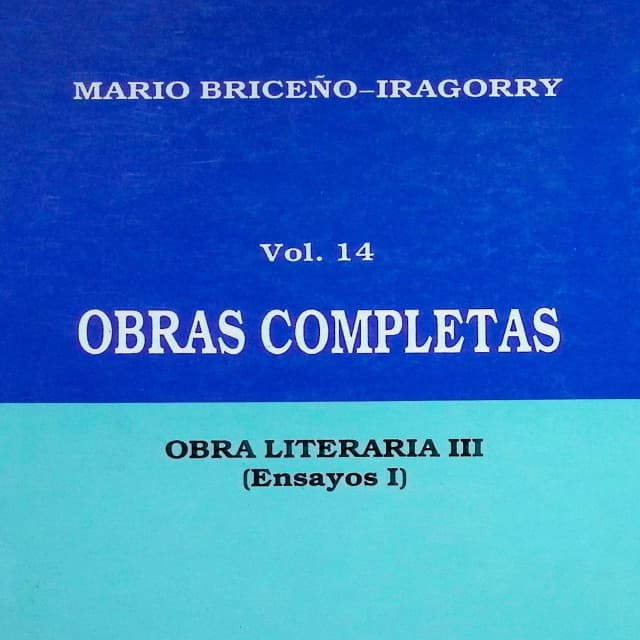 MARIO BRICEÑO–IRAGORRY
Vol. 14
OBRAS COMPLETAS
OBRA LITERARIA III
(Ensayos I)